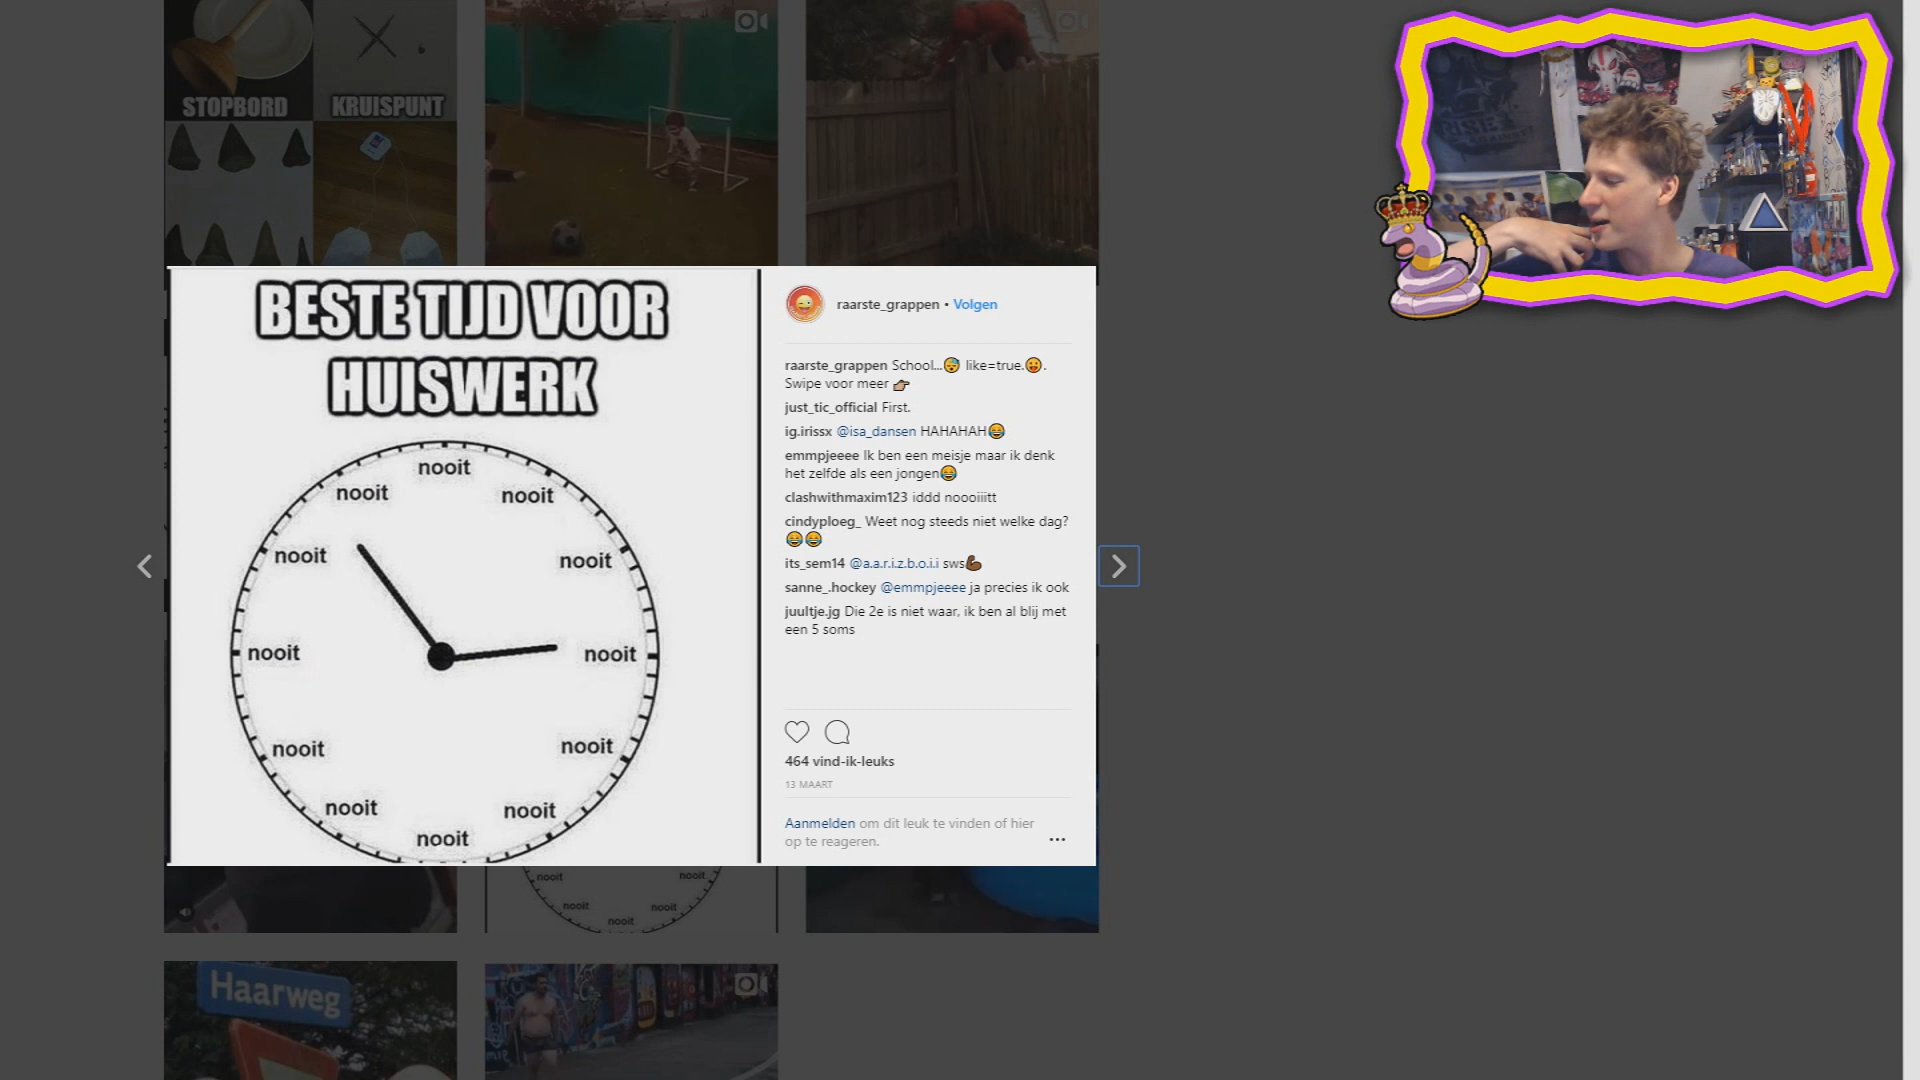 STOPBORD
KRUISPUNT
BESTE TIJD VOOR
HUISWERK
nooit
nooit
nooit
nooit
nooit
nooit
nooit
nooit
nooit
nooit
nooit
nooit
raarste_grappen • Volgen
raarste_grappen School...😴 like=true.😛.
Swipe voor meer 👉🏼
just_tic_official First.
ig.irissx @isa_dansen HAHAHAH😂
emmpjeeee Ik ben een meisje maar ik denk
het zelfde als een jongen😂
clashwithmaxim123 iddd noooiiitt
cindyploeg_ Weet nog steeds niet welke dag?
😂😂
its_sem14 @a.a.r.i.z.b.o.i.i sws💪🏿
sanne_.hockey @emmpjeeee ja precies ik ook
juultje.jg Die 2e is niet waar, ik ben al blij met
een 5 soms
464 vind-ik-leuks
13 MAART
Aanmelden om dit leuk te vinden of hier
op te reageren.
nooit
nooit
nooit
nooit
nooit
Haarweg